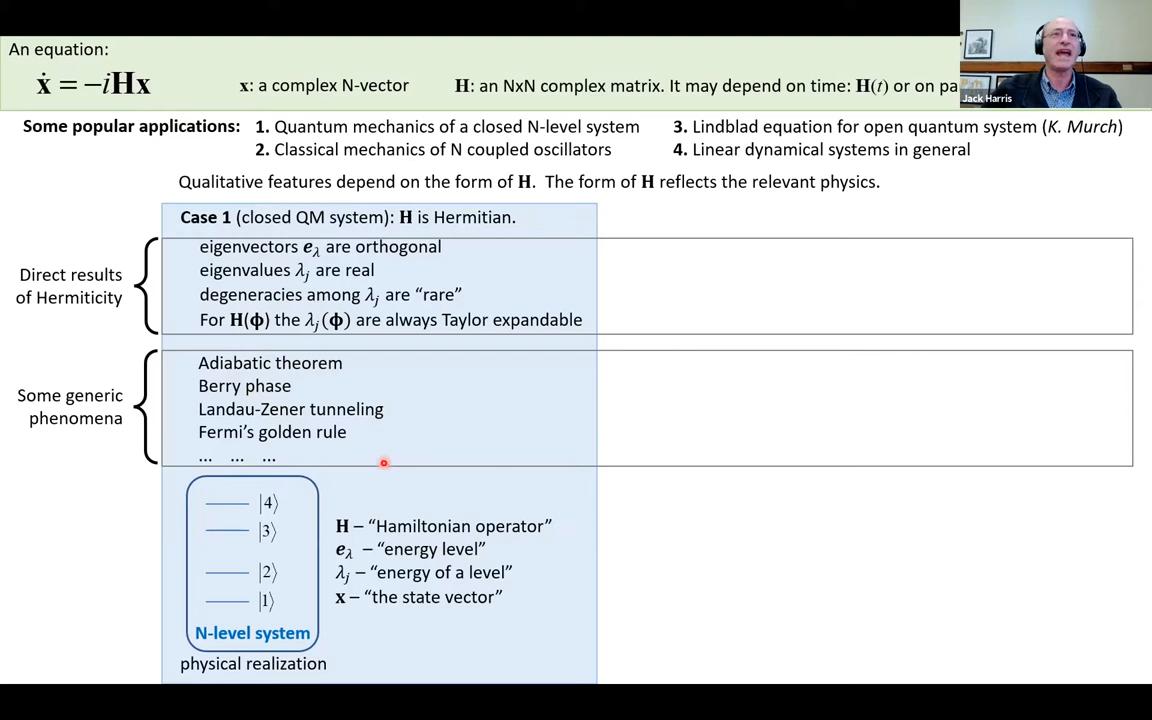 An equation:
ẋ = −iHx
x: a complex N-vector
H: an NxN complex matrix. It may depend on time: H(t) or on pa
Jack Harris
Some popular applications:
1. Quantum mechanics of a closed N-level system
3. Lindblad equation for open quantum system (K. Murch)
2. Classical mechanics of N coupled oscillators
4. Linear dynamical systems in general
Qualitative features depend on the form of H. The form of H reflects the relevant physics.
Case 1 (closed QM system): H is Hermitian.
Direct results
of Hermiticity
eigenvectors e_λ are orthogonal
eigenvalues λ_j are real
degeneracies among λ_j are “rare”
For H(ϕ) the λ_j(ϕ) are always Taylor expandable
Some generic
phenomena
Adiabatic theorem
Berry phase
Landau-Zener tunneling
Fermi’s golden rule
... ... ...
|4⟩
|3⟩
|2⟩
|1⟩
N-level system
physical realization
H – “Hamiltonian operator”
e_λ – “energy level”
λ_j – “energy of a level”
x – “the state vector”